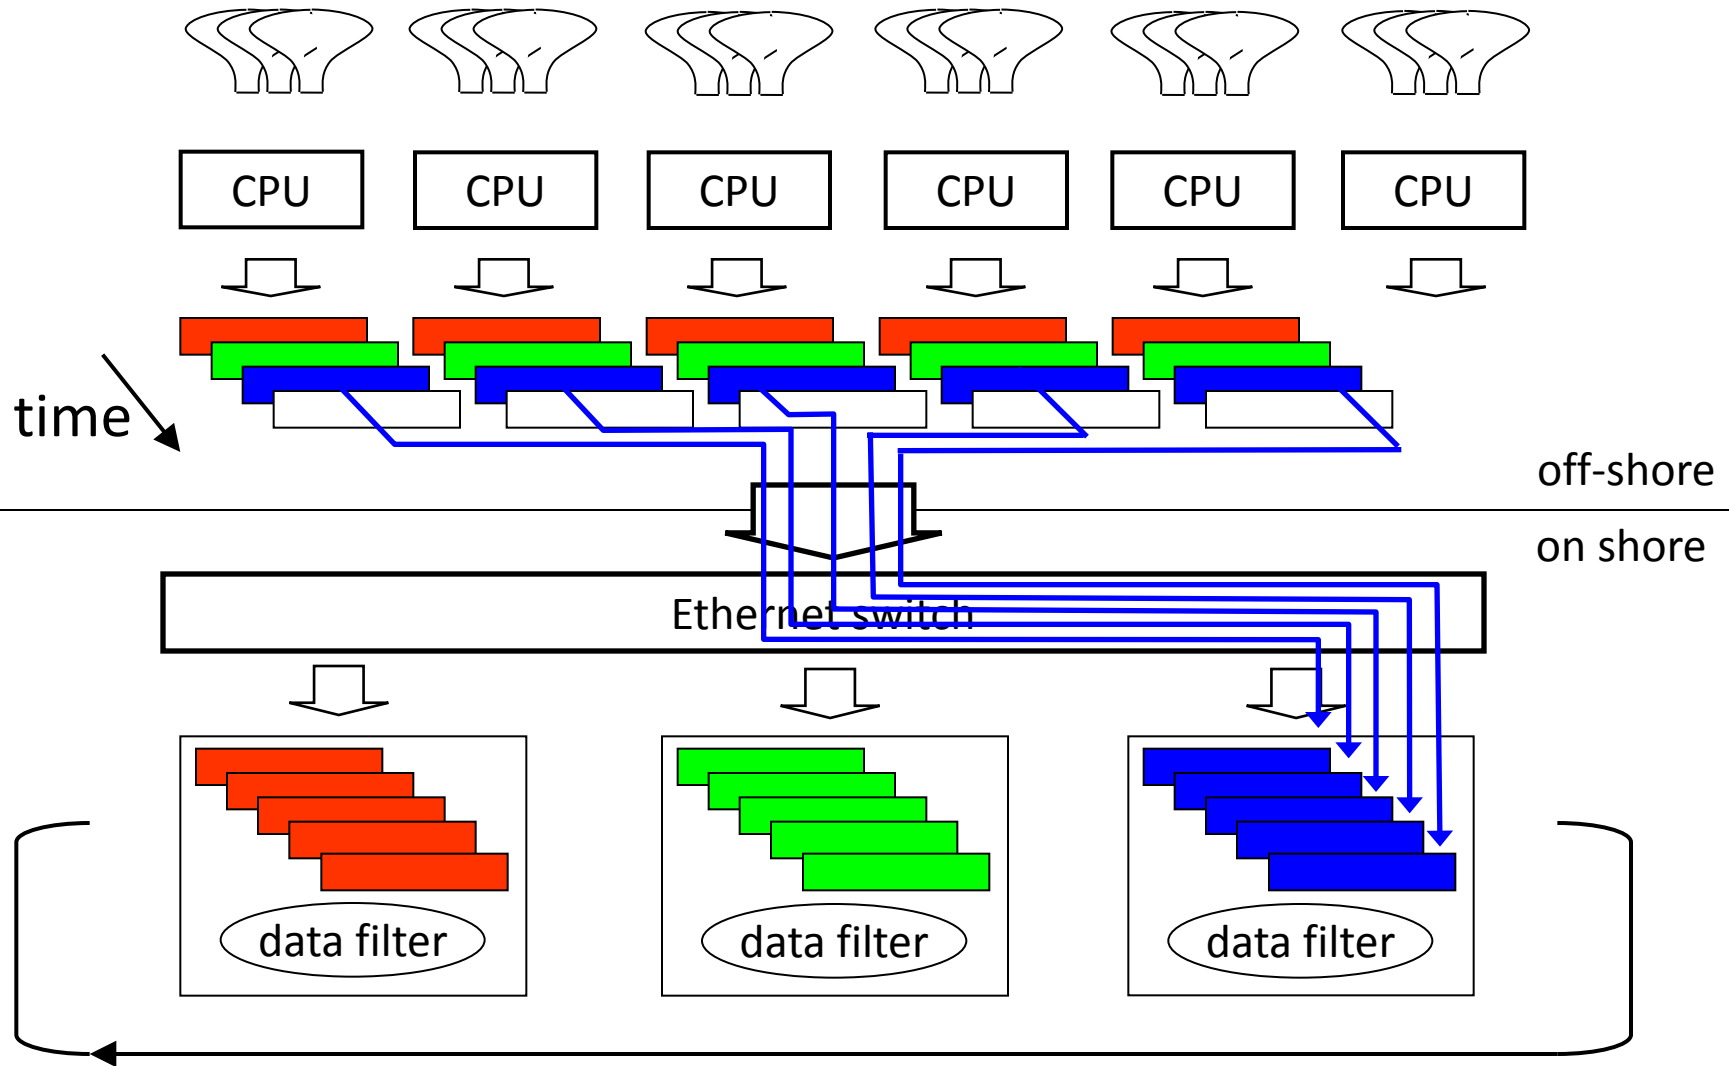 CPU CPU CPU CPU CPU CPU
time
off-shore
on shore
Ethernet switch
data filter data filter data filter